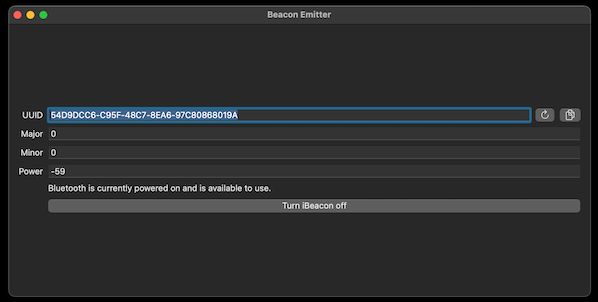 Beacon Emitter
UUID 54D9DCC6-C95F-48C7-8EA6-97C80868019A
Major 0
Minor 0
Power -59
Bluetooth is currently powered on and is available to use.
Turn iBeacon off